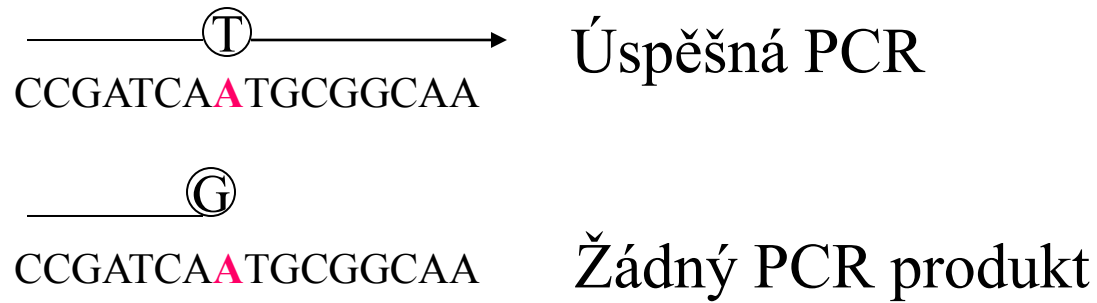 T
Úspěšná PCR
CCGATCAATGCGGCAA
G
CCGATCAATGCGGCAA
Žádný PCR produkt